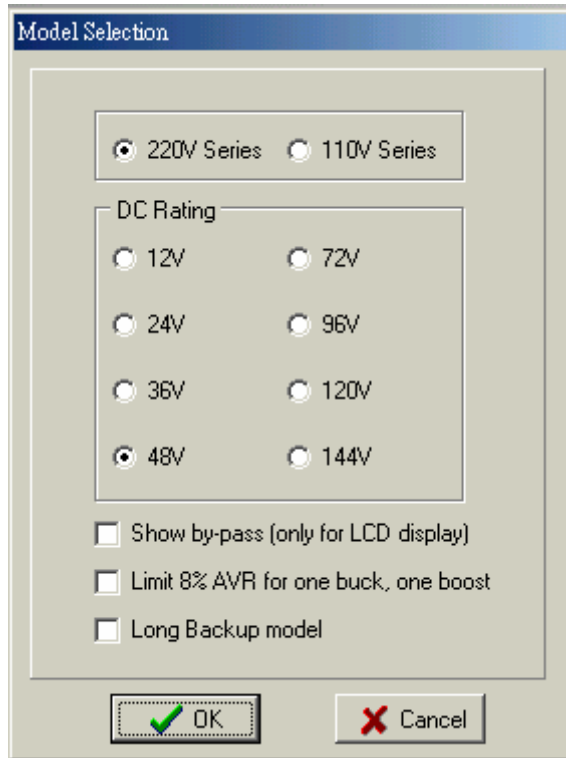 Model Selection
220V Series 110V Series
DC Rating
12V 72V
24V 96V
36V 120V
48V 144V
Show by-pass (only for LCD display)
Limit 8% AVR for one buck, one boost
Long Backup model
OK Cancel